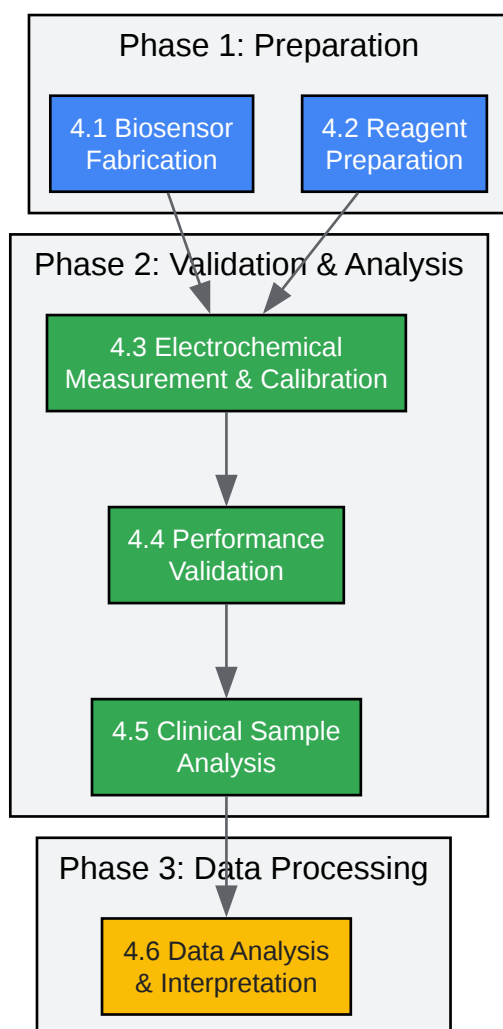 Phase 1: Preparation
4.1 Biosensor
Fabrication
4.2 Reagent
Preparation
Phase 2: Validation & Analysis
4.3 Electrochemical
Measurement & Calibration
4.4 Performance
Validation
4.5 Clinical Sample
Analysis
Phase 3: Data Processing
4.6 Data Analysis
& Interpretation